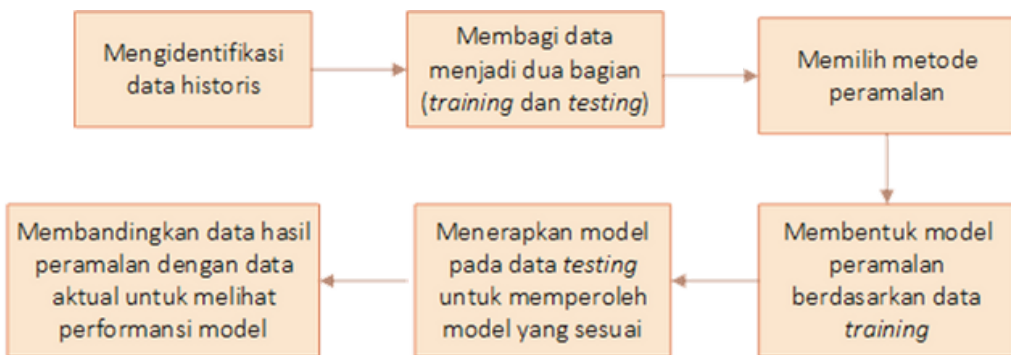 Mengidentifikasi
data historis
Membagi data
menjadi dua bagian
(training dan testing)
Memilih metode
peramalan
Membentuk model
peramalan
berdasarkan data
training
Menerapkan model
pada data testing
untuk memperoleh
model yang sesuai
Membandingkan data hasil
peramalan dengan data
aktual untuk melihat
performansi model